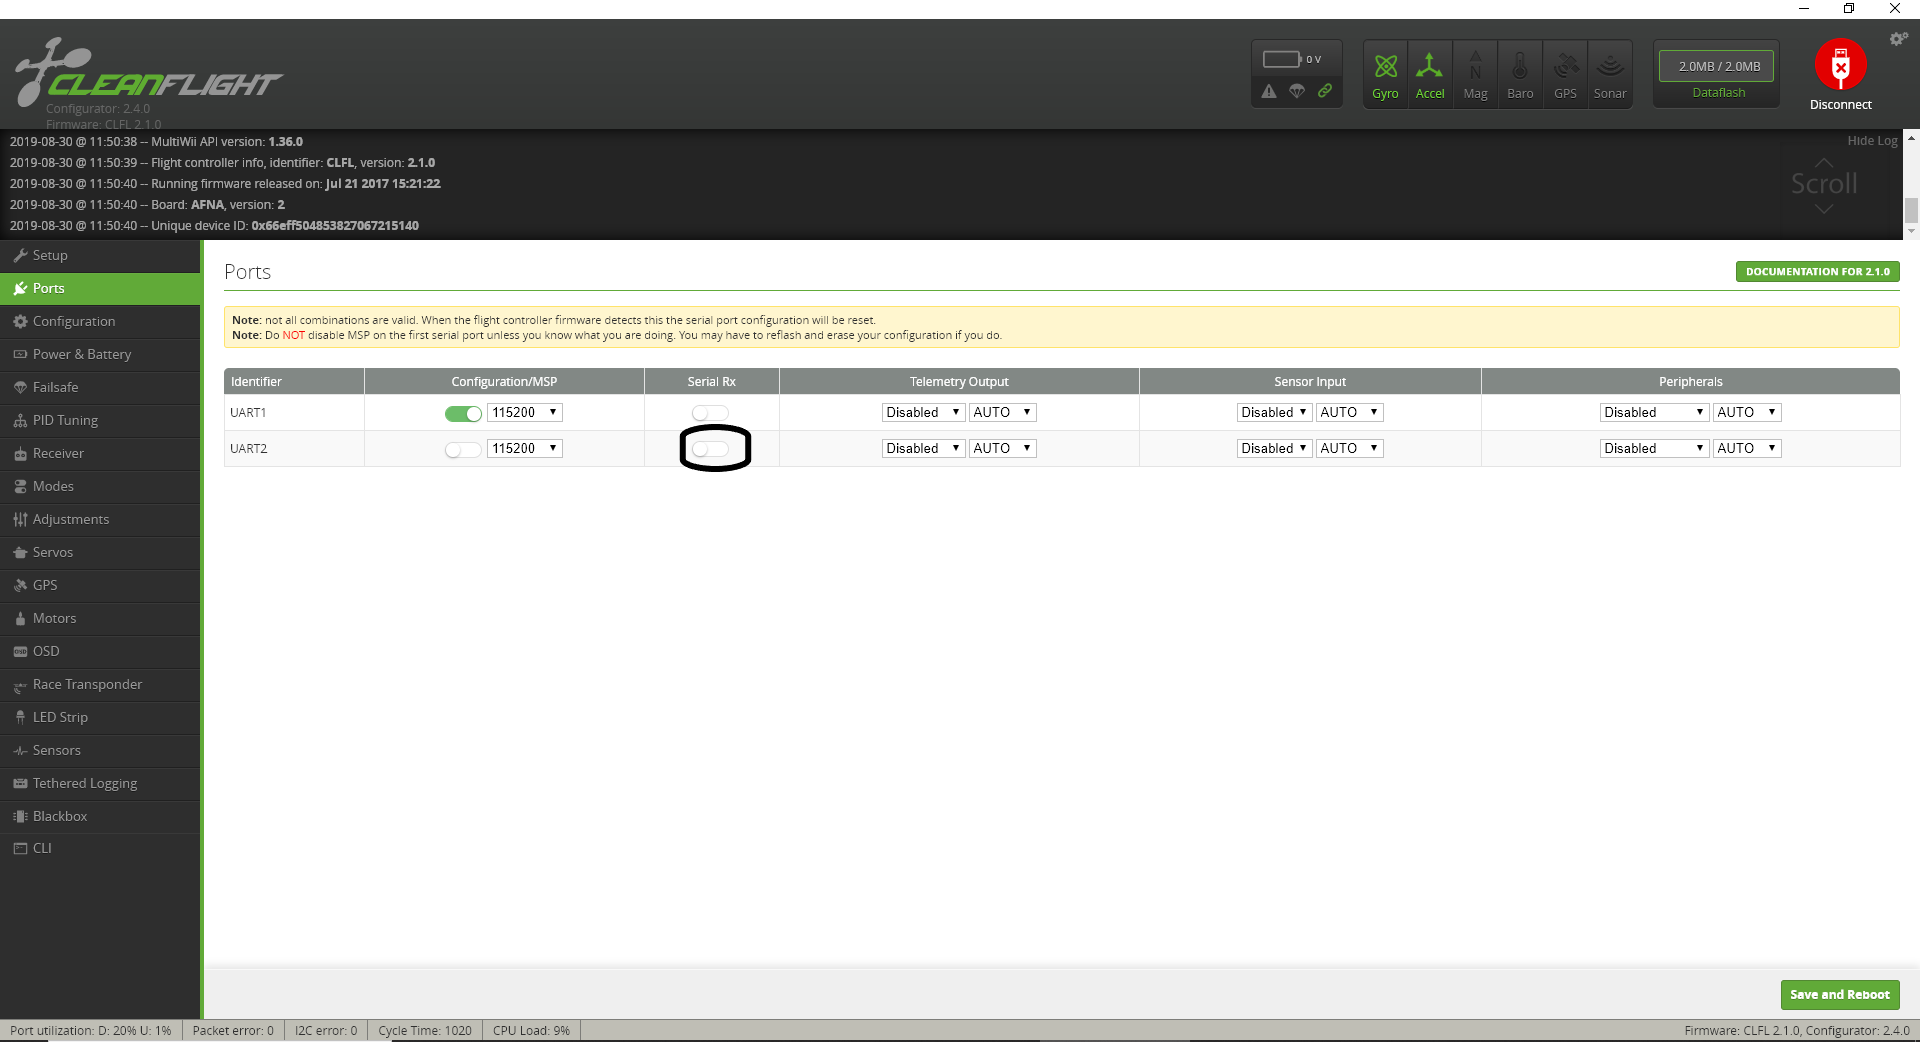 CLEANFLIGHT
Configurator: 2.4.0
Firmware: CLFL 2.1.0
0 V
Gyro Accel Mag Baro GPS Sonar
2.0MB / 2.0MB
Dataflash
Disconnect
2019-08-30 @ 11:50:38 -- MultiWii API version: 1.36.0
2019-08-30 @ 11:50:39 -- Flight controller info, identifier: CLFL, version: 2.1.0
2019-08-30 @ 11:50:40 -- Running firmware released on: Jul 21 2017 15:21:22
2019-08-30 @ 11:50:40 -- Board: AFNA, version: 2
2019-08-30 @ 11:50:40 -- Unique device ID: 0x66eff504853827067215140
Hide Log
Scroll
Setup
Ports
Configuration
Power & Battery
Failsafe
PID Tuning
Receiver
Modes
Adjustments
Servos
GPS
Motors
OSD
Race Transponder
LED Strip
Sensors
Tethered Logging
Blackbox
CLI
Ports
DOCUMENTATION FOR 2.1.0
Note: not all combinations are valid. When the flight controller firmware detects this the serial port configuration will be reset.
Note: Do NOT disable MSP on the first serial port unless you know what you are doing. You may have to reflash and erase your configuration if you do.
Identifier Configuration/MSP Serial Rx Telemetry Output Sensor Input Peripherals
UART1 115200 Disabled AUTO Disabled AUTO Disabled AUTO
UART2 115200 Disabled AUTO Disabled AUTO Disabled AUTO
Save and Reboot
Port utilization: D: 20% U: 1% Packet error: 0 I2C error: 0 Cycle Time: 1020 CPU Load: 9% Firmware: CLFL 2.1.0, Configurator: 2.4.0